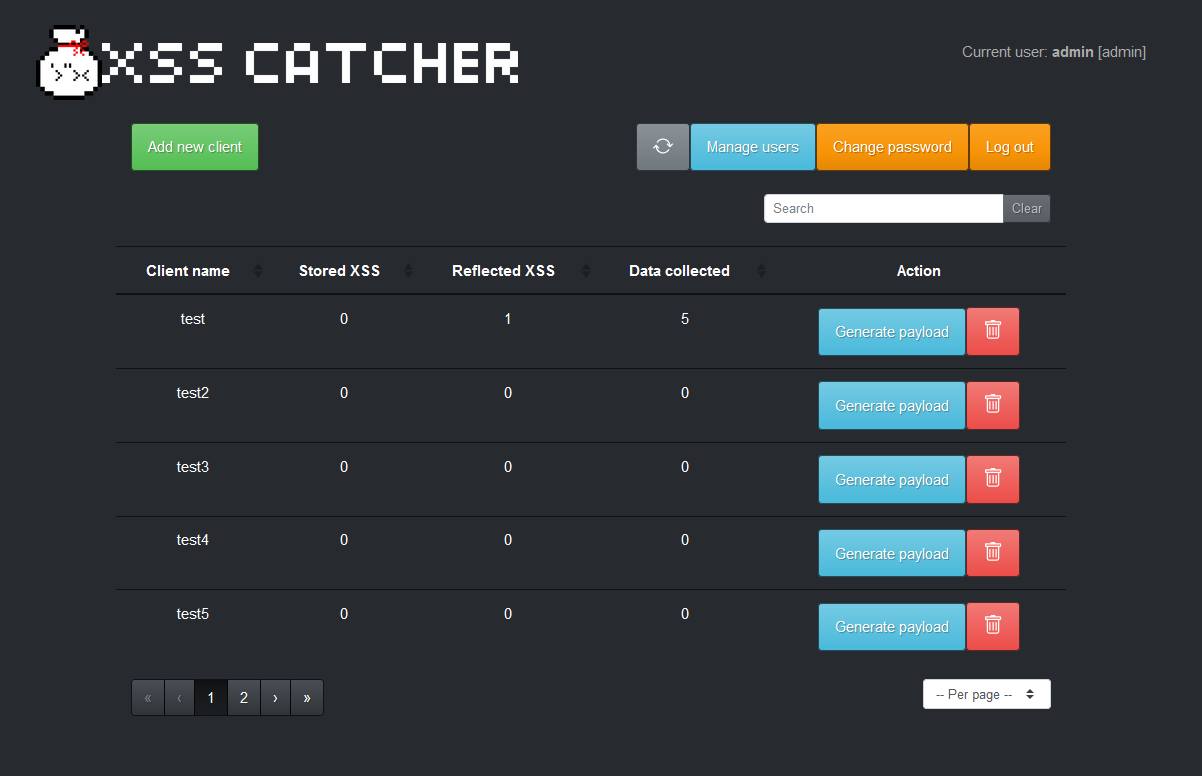 XSS CATCHER
Current user: admin [admin]
Add new client
Manage users Change password Log out
Search Clear
Client name Stored XSS Reflected XSS Data collected Action
test 0 1 5 Generate payload
test2 0 0 0 Generate payload
test3 0 0 0 Generate payload
test4 0 0 0 Generate payload
test5 0 0 0 Generate payload
« ‹ 1 2 › » -- Per page --